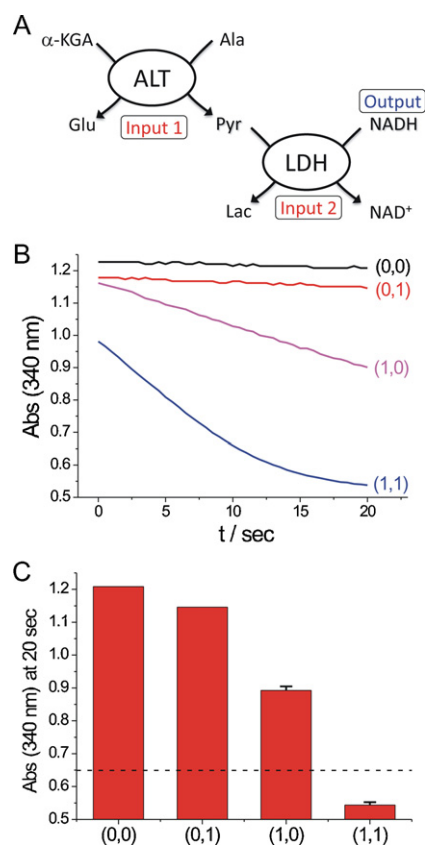 A
α-KGA Ala
ALT
Glu Input 1 Pyr
Output
NADH
LDH
Lac Input 2 NAD⁺
B
Abs (340 nm)
1.2
1.1
1.0
0.9
0.8
0.7
0.6
0.5
(0,0)
(0,1)
(1,0)
(1,1)
0 5 10 15 20
t / sec
C
Abs (340 nm) at 20 sec
1.2
1.1
1.0
0.9
0.8
0.7
0.6
0.5
(0,0) (0,1) (1,0) (1,1)